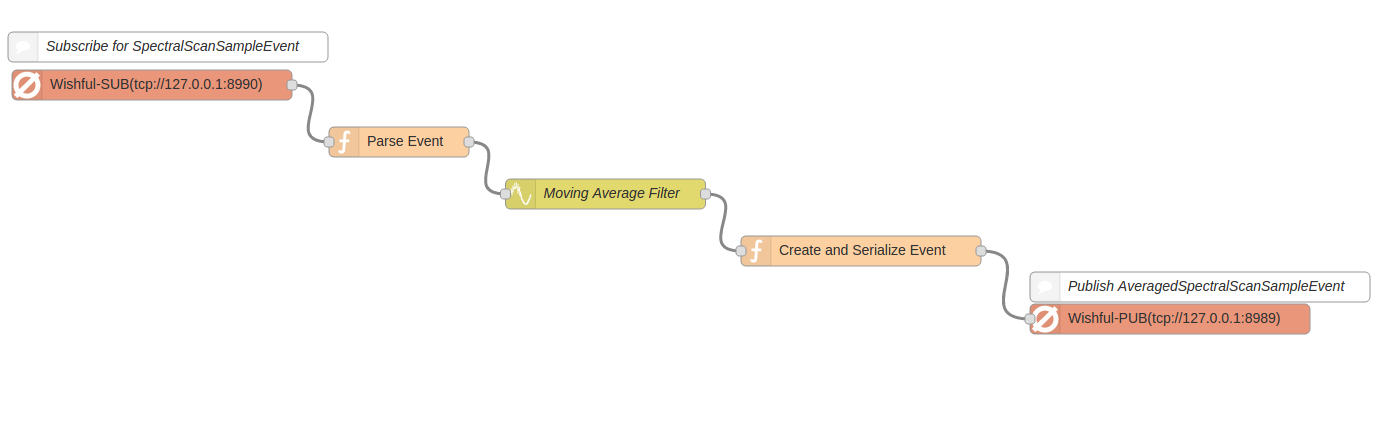 Subscribe for SpectralScanSampleEvent
Wishful-SUB(tcp://127.0.0.1:8990)
Parse Event
Moving Average Filter
Create and Serialize Event
Publish AveragedSpectralScanSampleEvent
Wishful-PUB(tcp://127.0.0.1:8989)